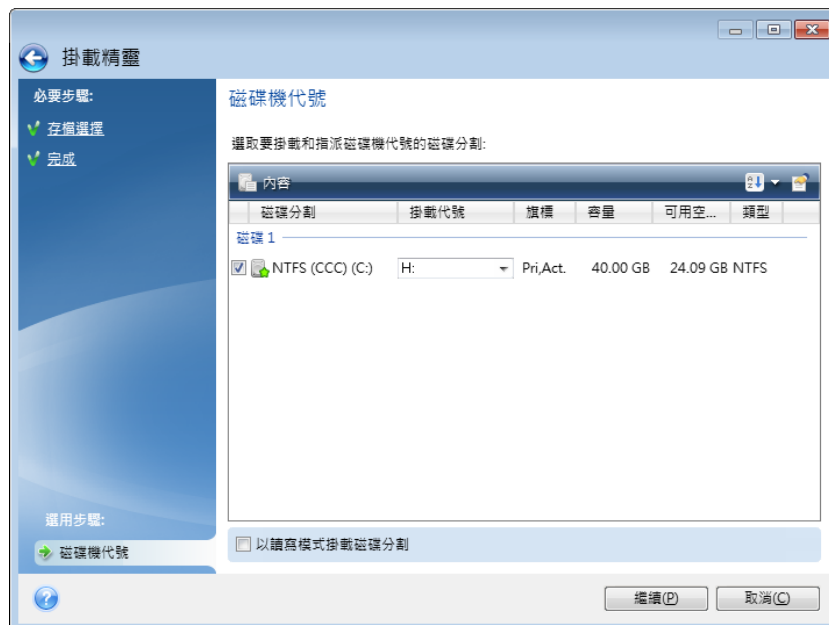 掛載精靈
必要步驟:
存檔選擇
完成
選用步驟:
磁碟機代號
磁碟機代號
選取要掛載和指派磁碟機代號的磁碟分割:
內容
磁碟分割 掛載代號 旗標 容量 可用空... 類型
磁碟 1
NTFS (CCC) (C:) H: Pri,Act. 40.00 GB 24.09 GB NTFS
以讀寫模式掛載磁碟分割
繼續(P) 取消(C)